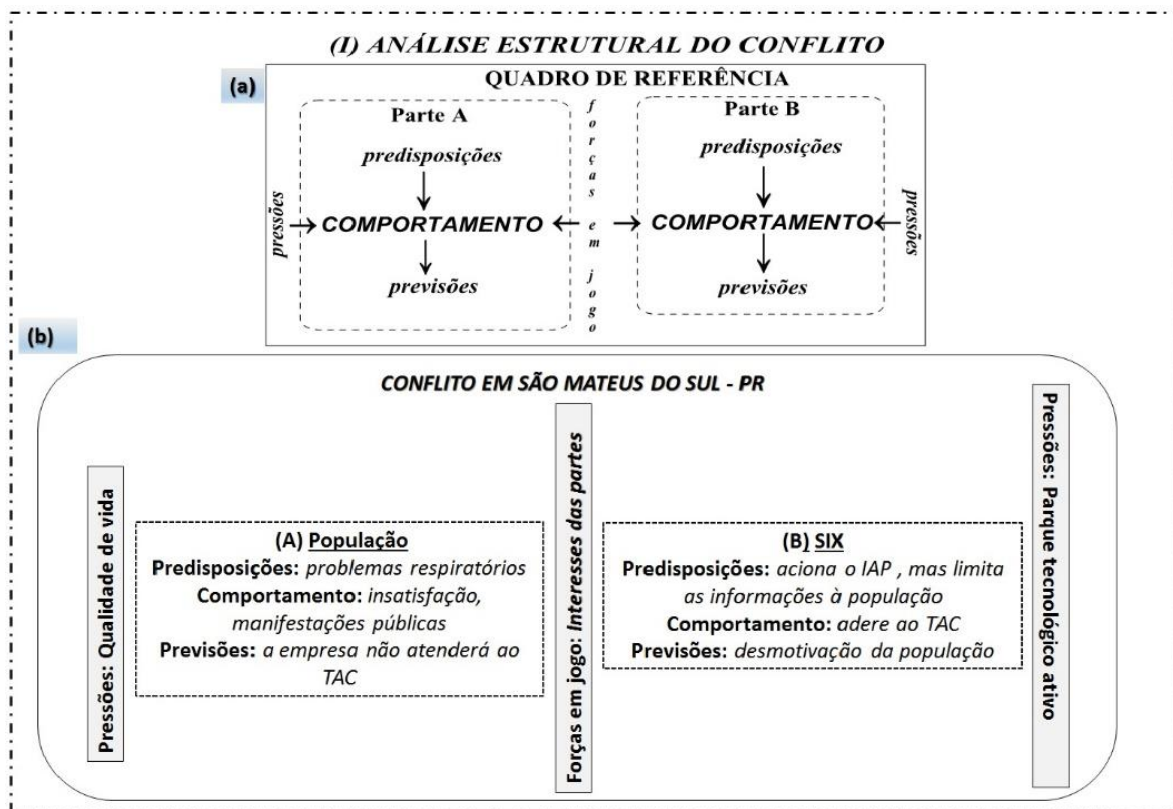 (I) ANÁLISE ESTRUTURAL DO CONFLITO
(a)
QUADRO DE REFERÊNCIA
Parte A
predisposições
pressões
COMPORTAMENTO
previsões
forças em jogo
Parte B
predisposições
COMPORTAMENTO
pressões
previsões
(b)
CONFLITO EM SÃO MATEUS DO SUL - PR
Pressões: Qualidade de vida
(A) População
Predisposições: problemas respiratórios
Comportamento: insatisfação,
manifestações públicas
Previsões: a empresa não atenderá ao
TAC
Forças em jogo: Interesses das partes
(B) SIX
Predisposições: aciona o IAP , mas limita
as informações à população
Comportamento: adere ao TAC
Previsões: desmotivação da população
Pressões: Parque tecnológico ativo